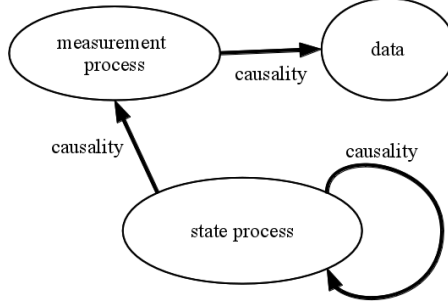 measurement
process
data
causality
causality
causality
state process